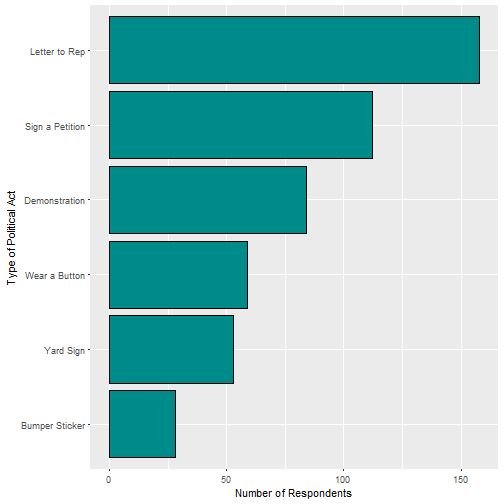 Letter to Rep
Sign a Petition
Demonstration
Wear a Button
Yard Sign
Bumper Sticker
Type of Political Act
0 50 100 150
Number of Respondents